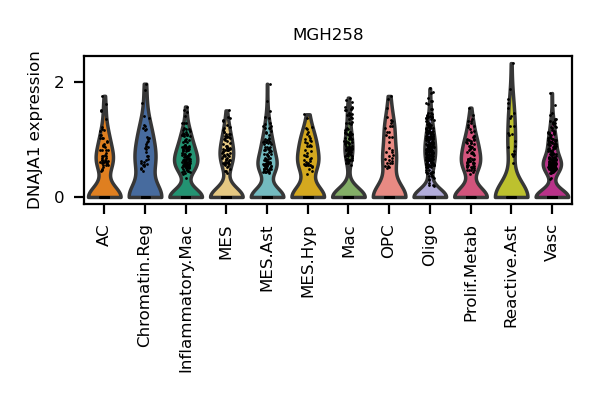 MGH258
DNAJA1 expression
2
0
AC
Chromatin.Reg
Inflammatory.Mac
MES
MES.Ast
MES.Hyp
Mac
OPC
Oligo
Prolif.Metab
Reactive.Ast
Vasc